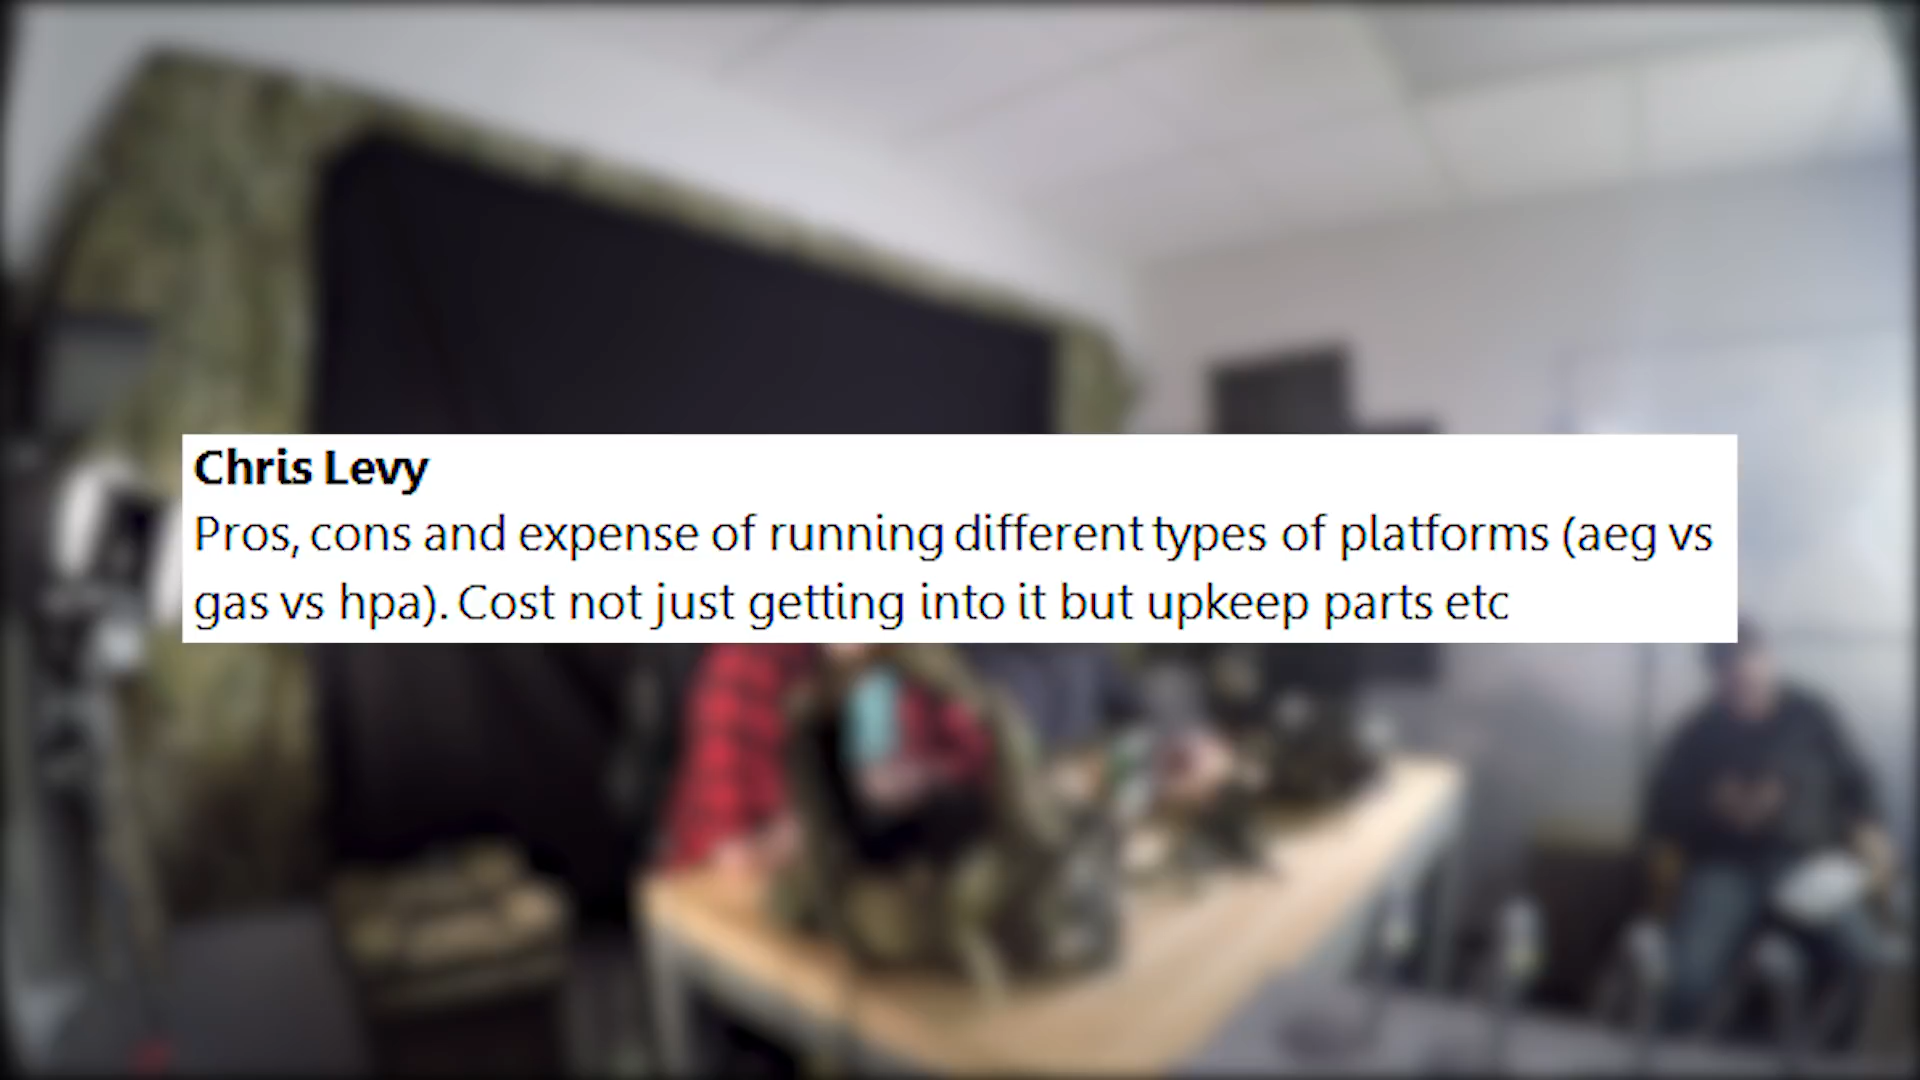 Chris Levy
Pros, cons and expense of running different types of platforms (aeg vs
gas vs hpa). Cost not just getting into it but upkeep parts etc